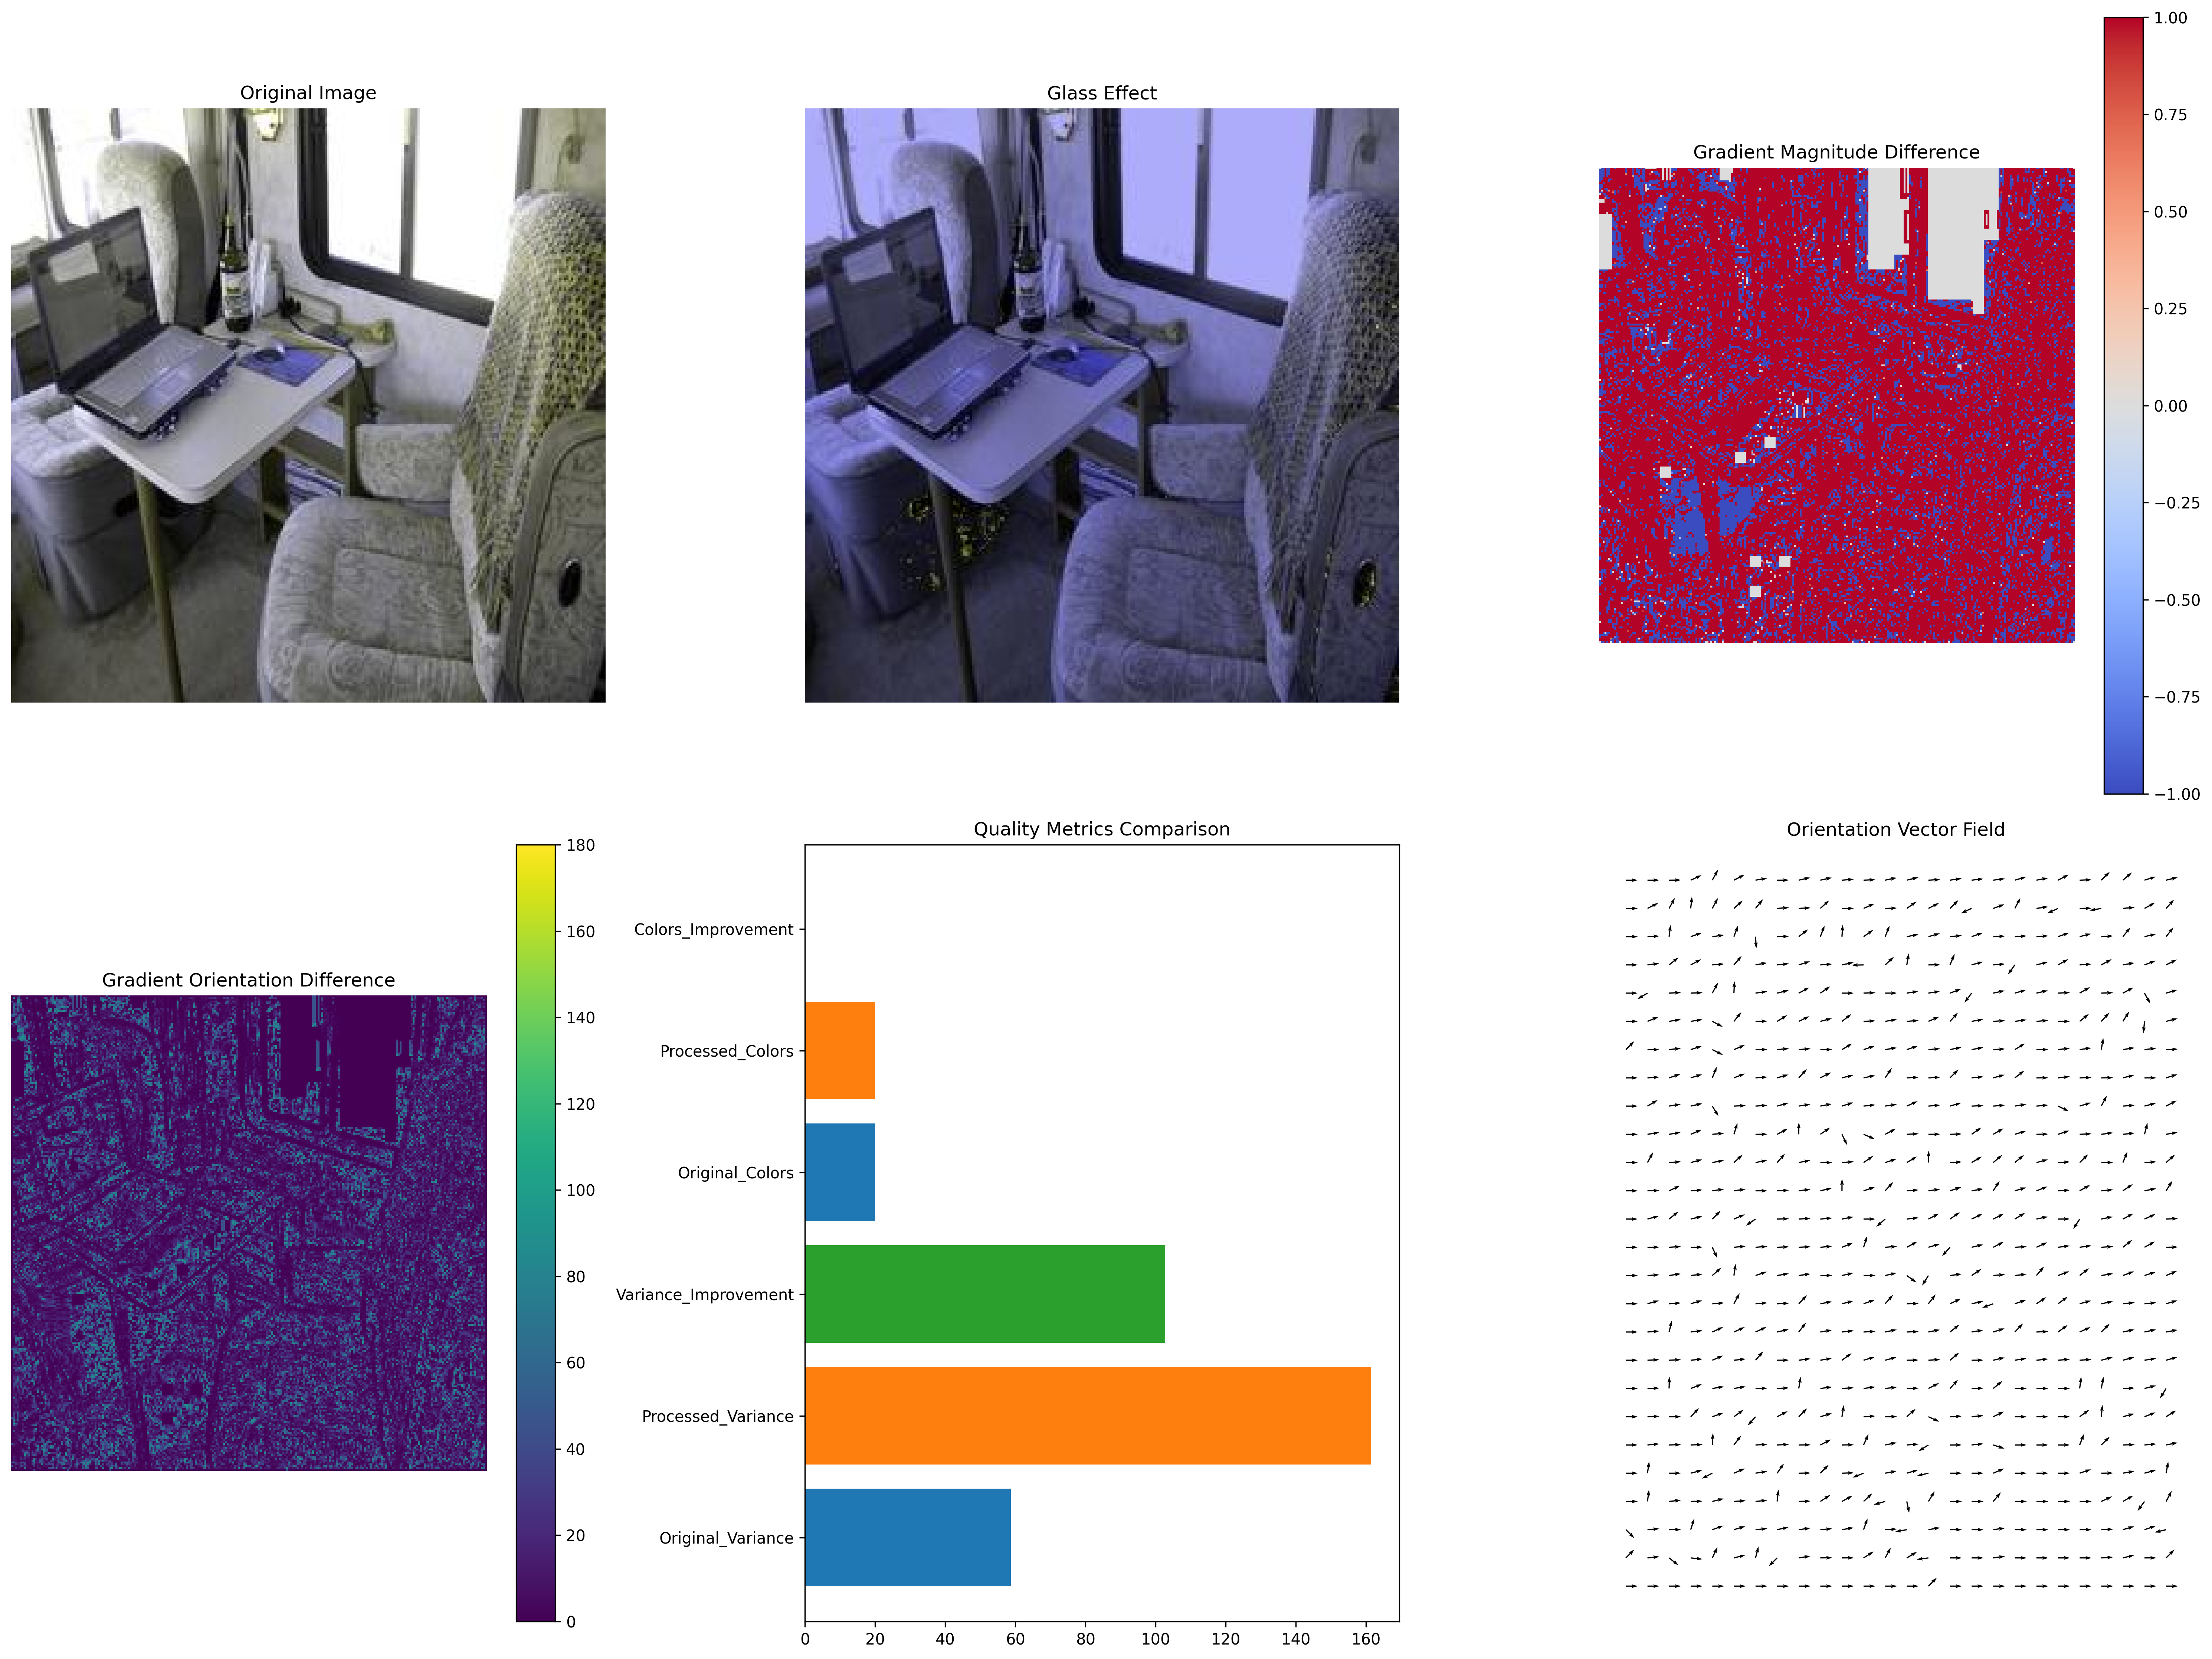 Original Image
Glass Effect
Gradient Magnitude Difference
1.00
0.75
0.50
0.25
0.00
−0.25
−0.50
−0.75
−1.00
Gradient Orientation Difference
180
160
140
120
100
80
60
40
20
0
Quality Metrics Comparison
Colors_Improvement
Processed_Colors
Original_Colors
Variance_Improvement
Processed_Variance
Original_Variance
0 20 40 60 80 100 120 140 160
Orientation Vector Field